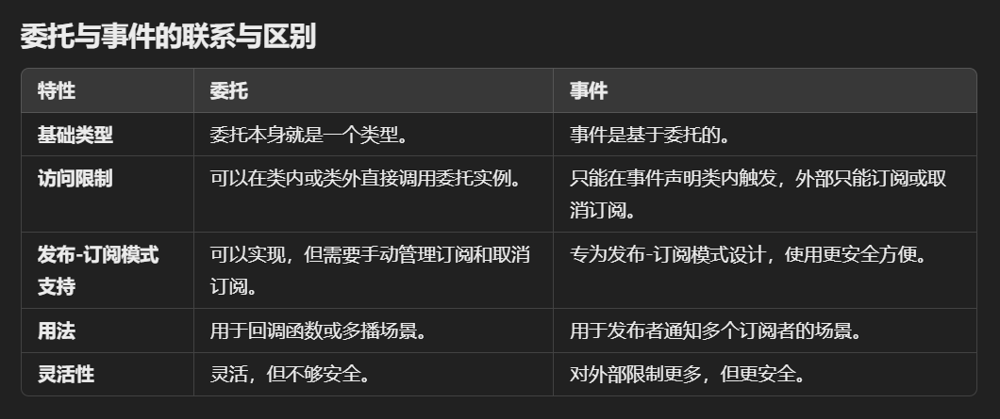 委托与事件的联系与区别
特性 委托 事件
基础类型 委托本身就是一个类型。 事件是基于委托的。
访问限制 可以在类内或类外直接调用委托实例。 只能在事件声明类内触发，外部只能订阅或取
消订阅。
发布-订阅模式 可以实现，但需要手动管理订阅和取消 专为发布-订阅模式设计，使用更安全方便。
支持 订阅。
用法 用于回调函数或多播场景。 用于发布者通知多个订阅者的场景。
灵活性 灵活，但不够安全。 对外部限制更多，但更安全。